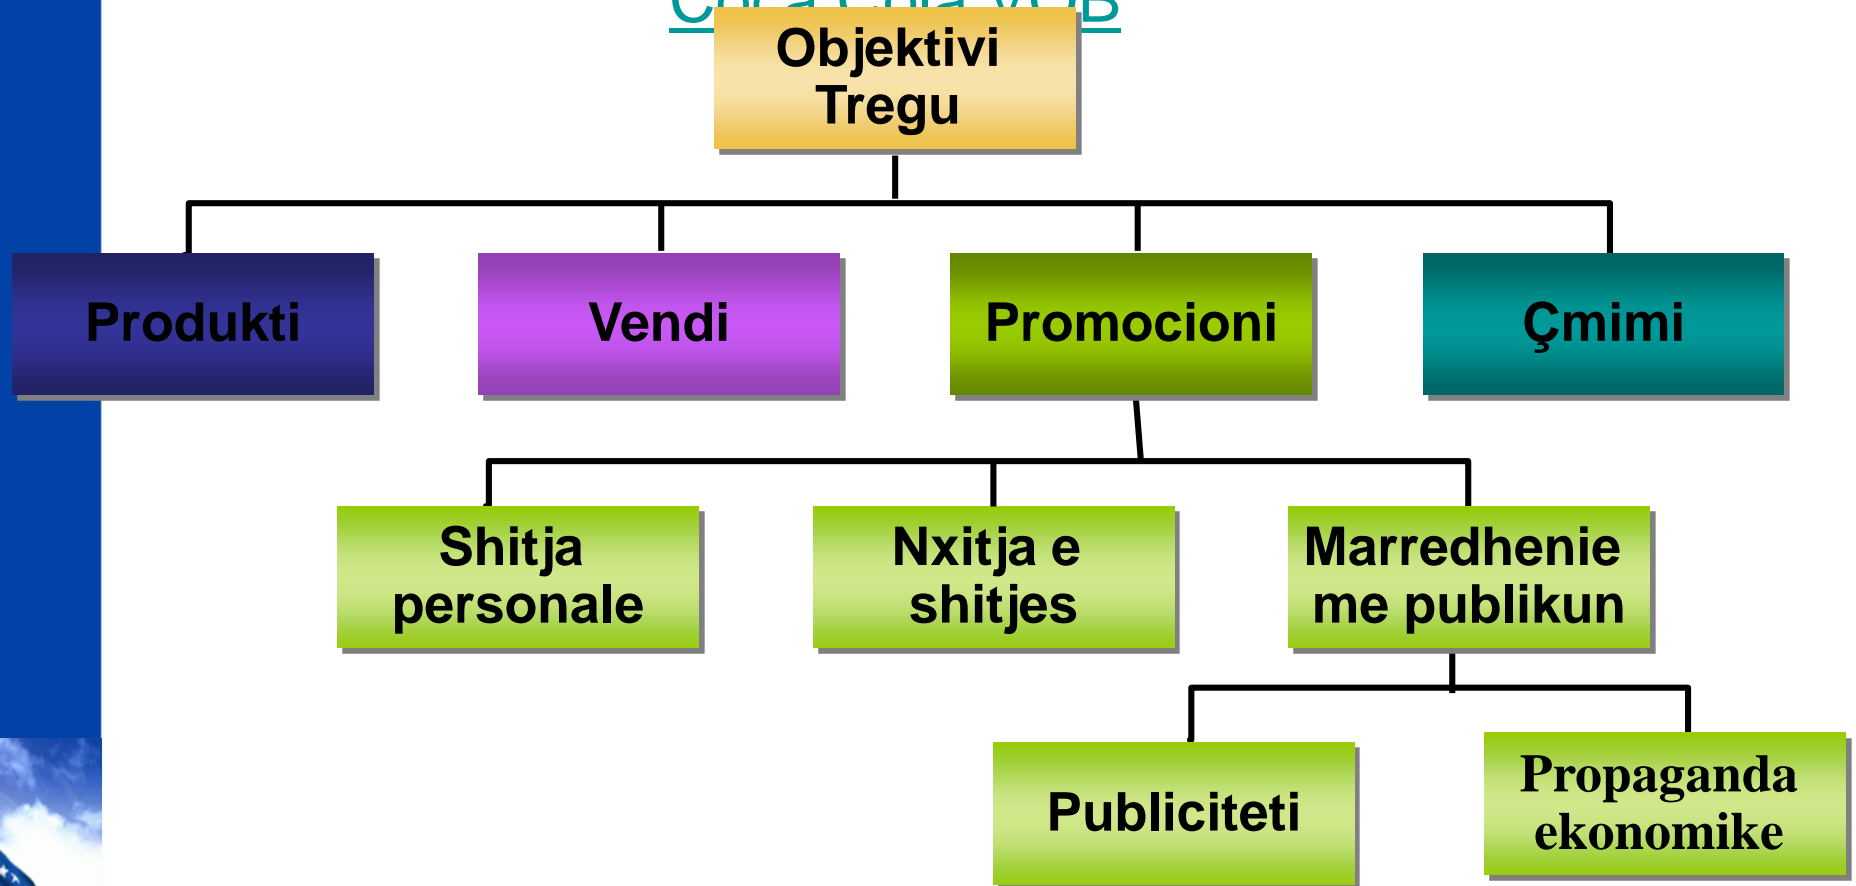 Objektivi
Tregu
Produkti
Vendi
Promocioni
Çmimi
Shitja
personale
Nxitja e
shitjes
Marredhenie
me publikun
Publiciteti
Propaganda
ekonomike